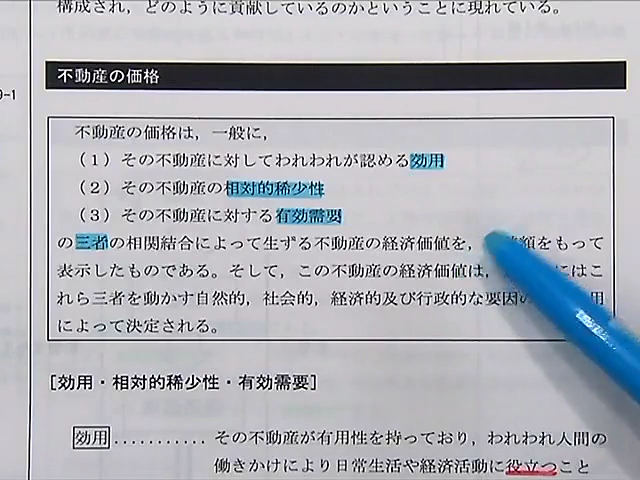 構成され，どのように貢献しているのかということに現れている。
9-1
不動産の価格
不動産の価格は，一般に，
（1）その不動産に対してわれわれが認める効用
（2）その不動産の相対的稀少性
（3）その不動産に対する有効需要
の三者の相関結合によって生ずる不動産の経済価値を，額をもって
表示したものである。そして，この不動産の経済価値は，にはこ
れら三者を動かす自然的，社会的，経済的及び行政的な要因の用
によって決定される。
［効用・相対的稀少性・有効需要］
効用...........その不動産が有用性を持っており，われわれ人間の
働きかけにより日常生活や経済活動に役立つこと